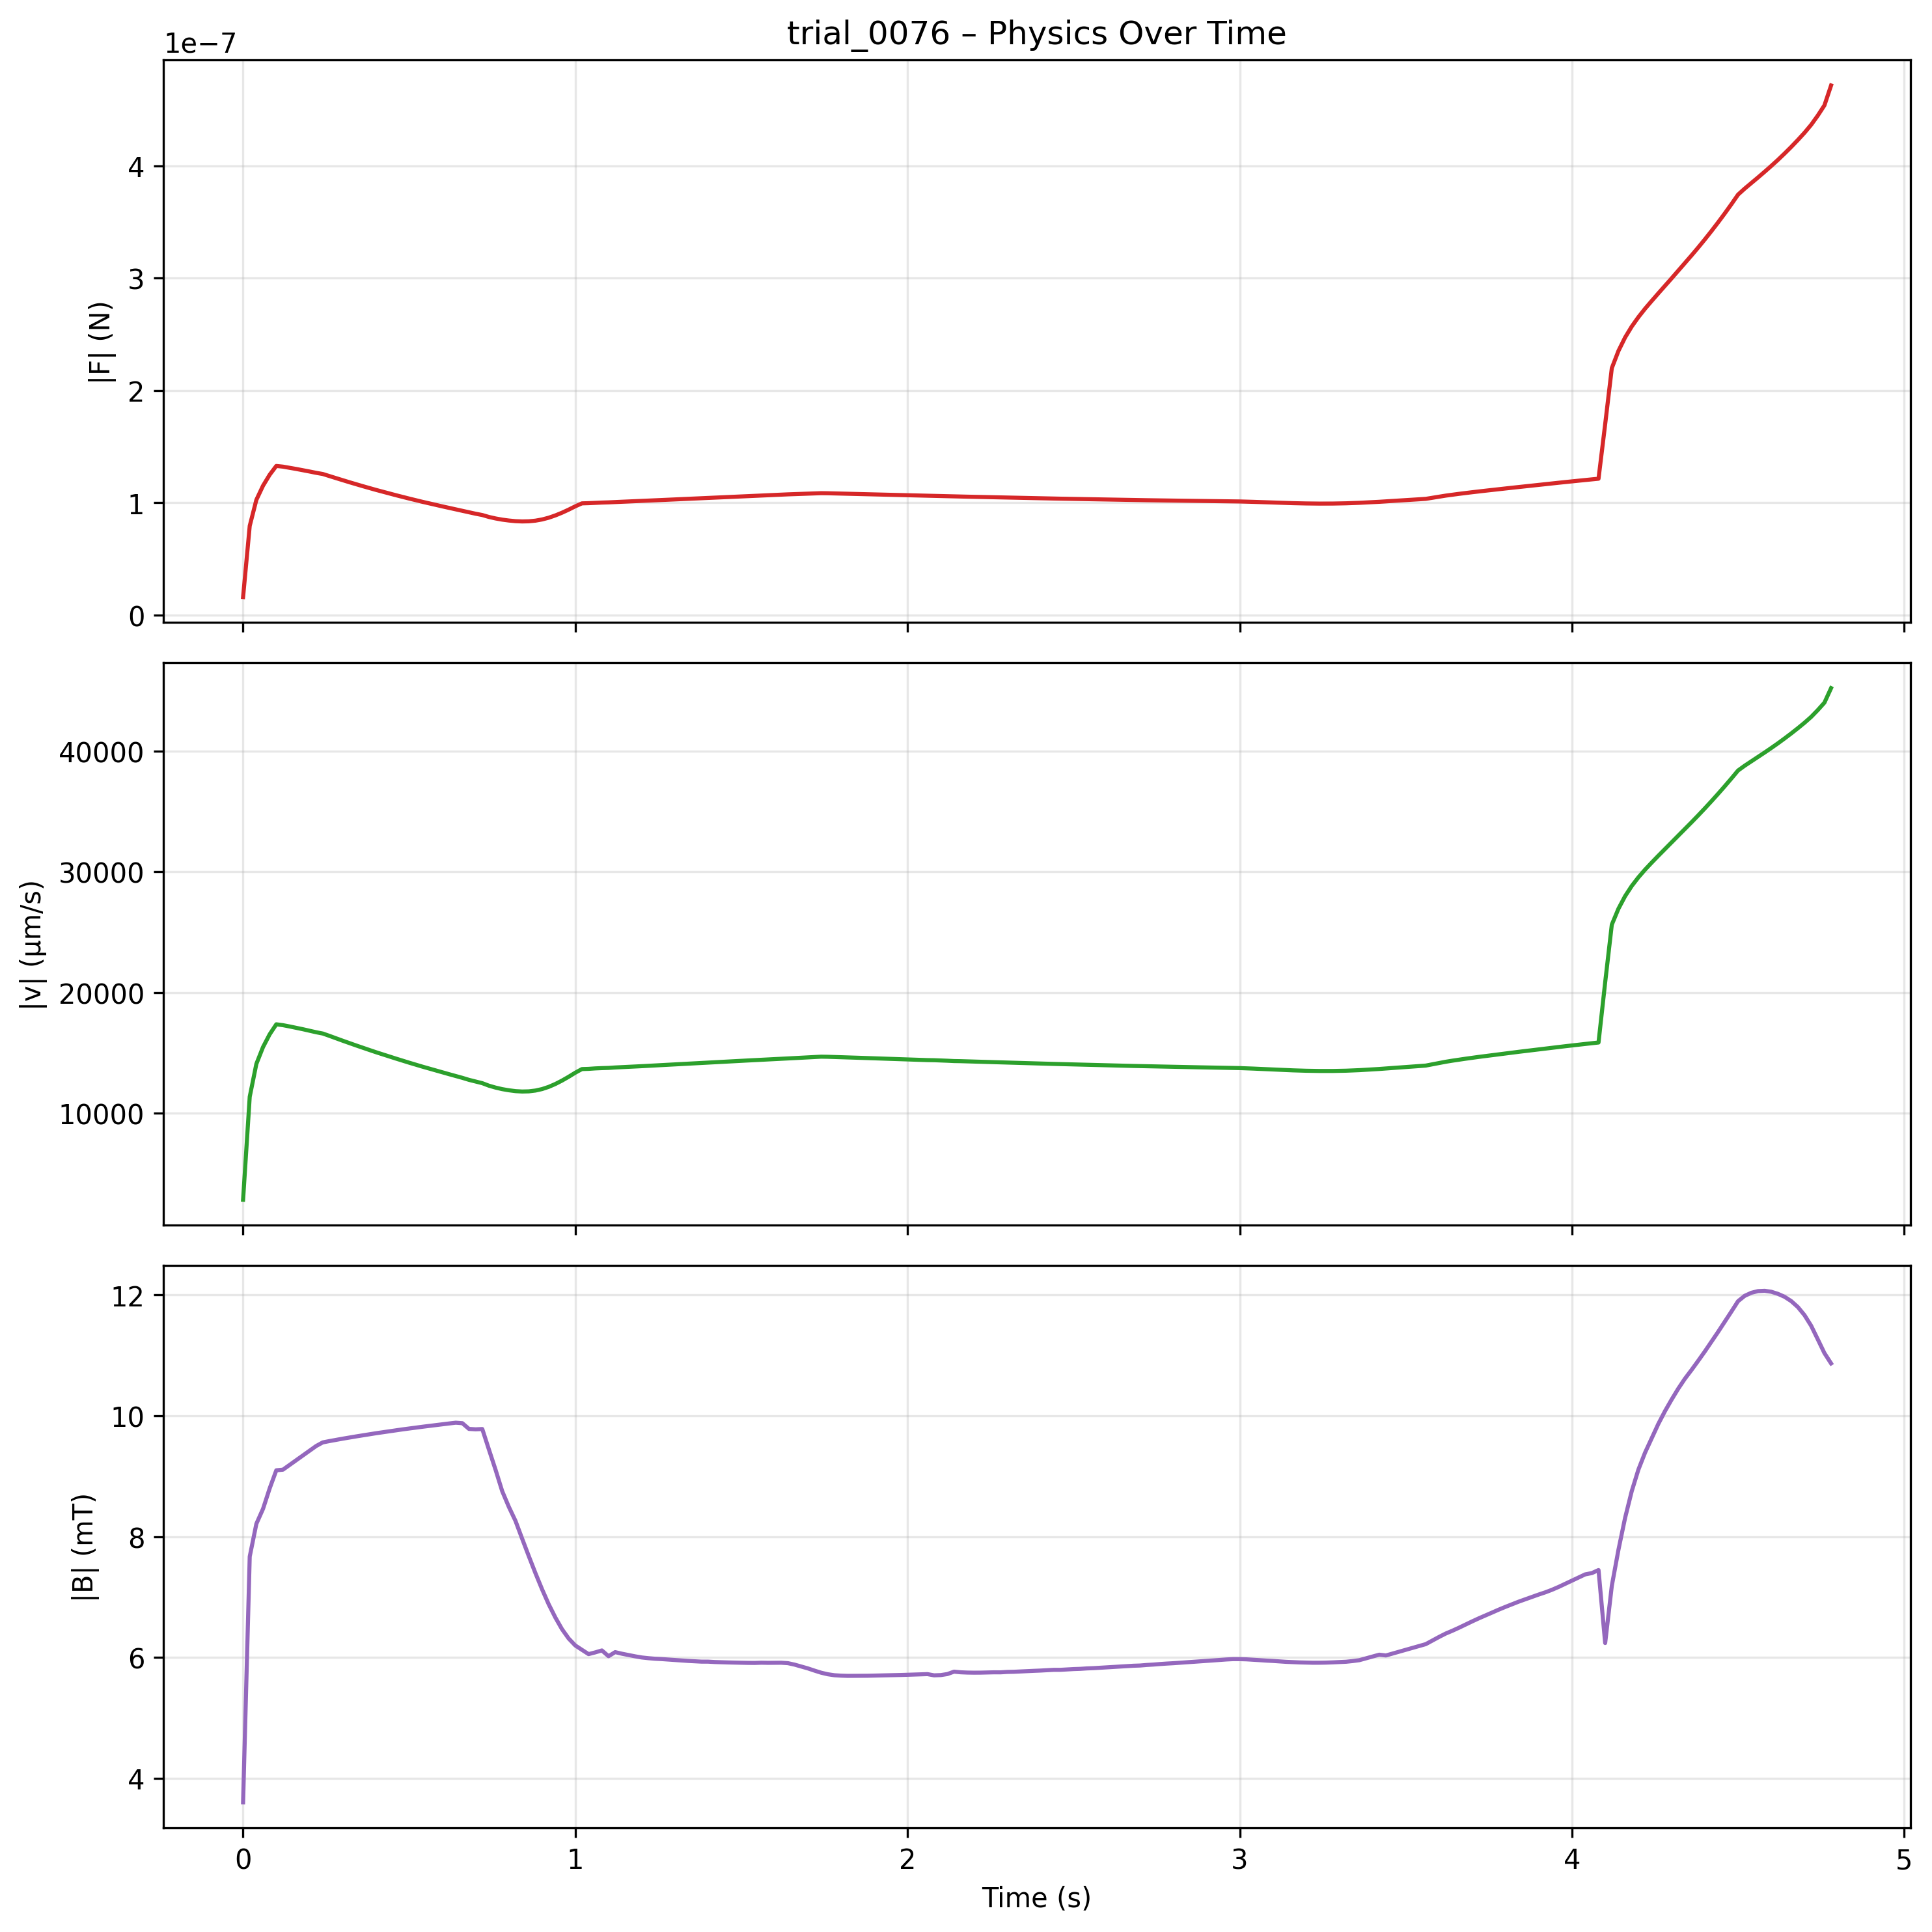 trial_0076 – Physics Over Time
1e−7
|F| (N)
4
3
2
1
0
|v| (µm/s)
40000
30000
20000
10000
|B| (mT)
12
10
8
6
4
0 1 2 3 4 5
Time (s)